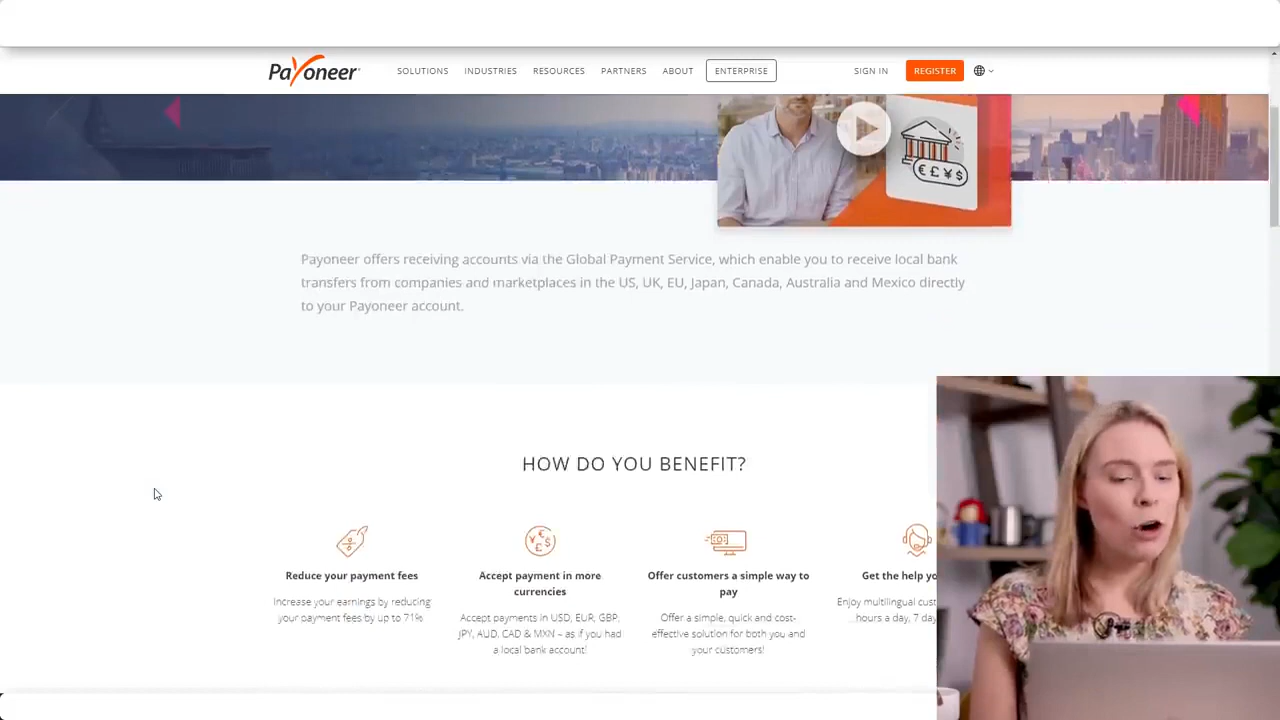 Payoneer
SOLUTIONS INDUSTRIES RESOURCES PARTNERS ABOUT ENTERPRISE SIGN IN REGISTER
€ £ ¥ $
Payoneer offers receiving accounts via the Global Payment Service, which enable you to receive local bank
transfers from companies and marketplaces in the US, UK, EU, Japan, Canada, Australia and Mexico directly
to your Payoneer account.
HOW DO YOU BENEFIT?
Reduce your payment fees
Increase your earnings by reducing
your payment fees by up to 71%
Accept payment in more
currencies
Accept payments in USD, EUR, GBP,
JPY, AUD, CAD & MXN – as if you had
a local bank account!
Offer customers a simple way to
pay
Offer a simple, quick and cost-
effective solution for both you and
your customers!
Get the help yo
Enjoy multilingual cust
hours a day, 7 day